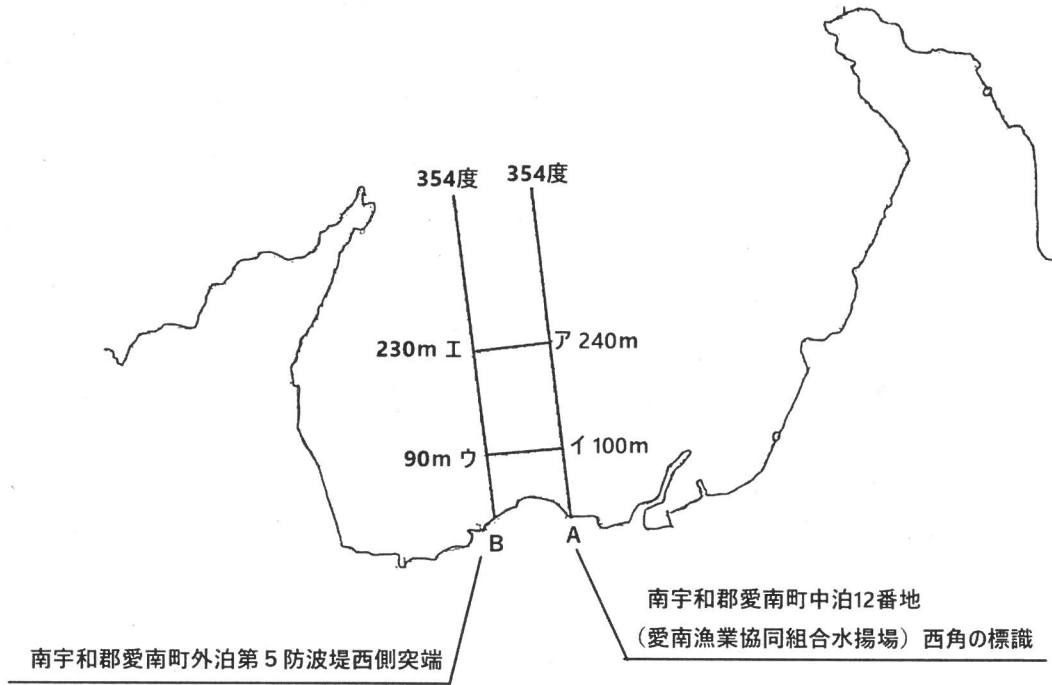 354度 354度
230m エ ア 240m
90m ウ イ 100m
B A
南宇和郡愛南町中泊12番地
（愛南漁業協同組合水揚場）西角の標識
南宇和郡愛南町外泊第５防波堤西側突端